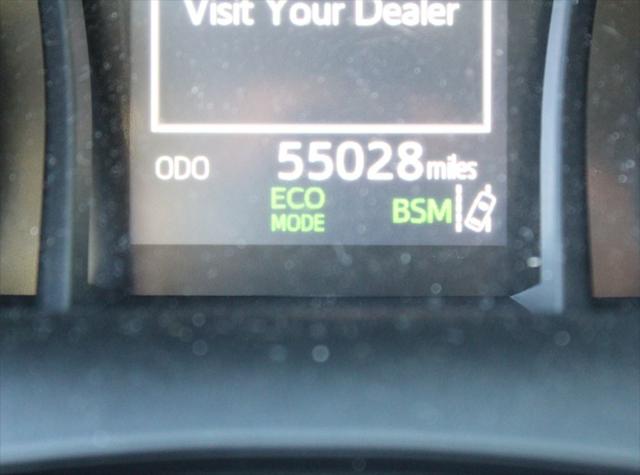 Visit Your Dealer
ODO 55028 miles
ECO
MODE
BSM